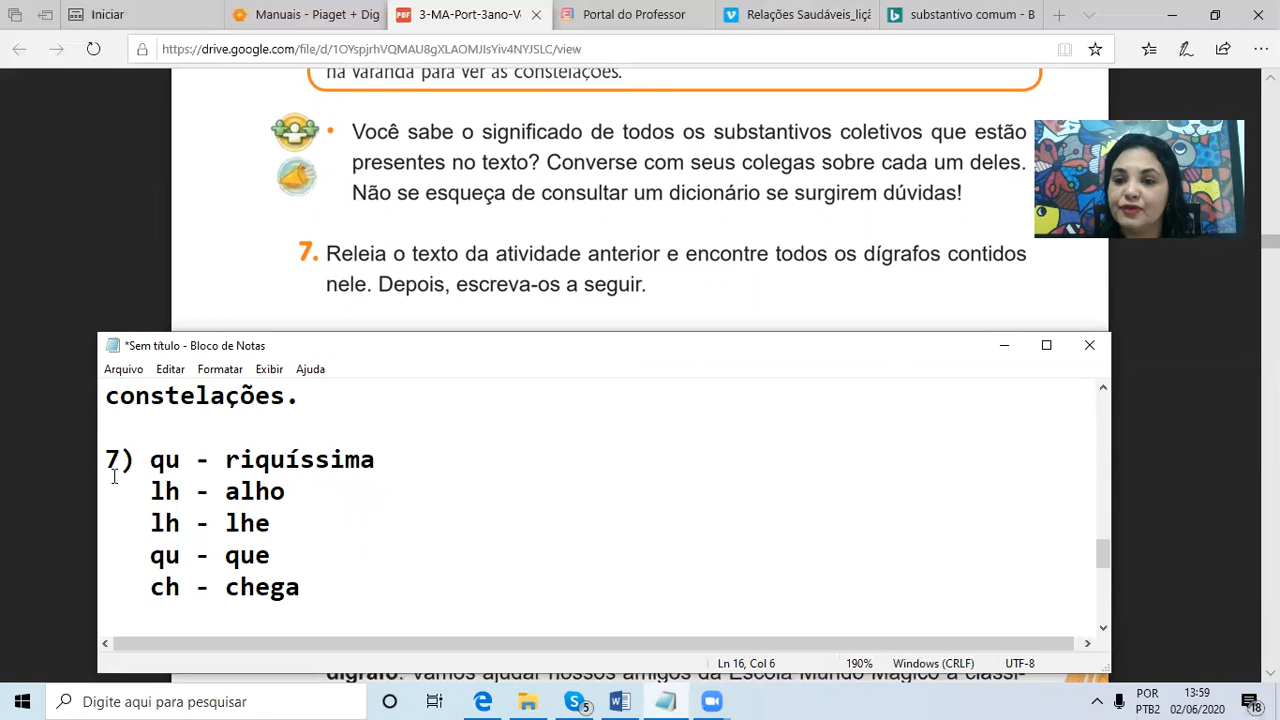 Iniciar
Manuais - Piaget + Dig
3-MA-Port-3ano-V
Portal do Professor
Relações Saudáveis_liç
substantivo comum - B
https://drive.google.com/file/d/1OYspjrhVQMAU8gXLAOMJIsYiv4NYJSLC/view
na varanda para ver as constelações.
• Você sabe o significado de todos os substantivos coletivos que estão
presentes no texto? Converse com seus colegas sobre cada um deles.
Não se esqueça de consultar um dicionário se surgirem dúvidas!
7. Releia o texto da atividade anterior e encontre todos os dígrafos contidos
nele. Depois, escreva-os a seguir.
*Sem título - Bloco de Notas
Arquivo Editar Formatar Exibir Ajuda
constelações.
7) qu - riquíssima
lh - alho
lh - lhe
qu - que
ch - chega
Ln 16, Col 6 190% Windows (CRLF) UTF-8
dígrafo. Vamos ajudar nossos amigos da Escola Mundo Mágico a classi-
Digite aqui para pesquisar
5
POR
PTB2
13:59
02/06/2020
18